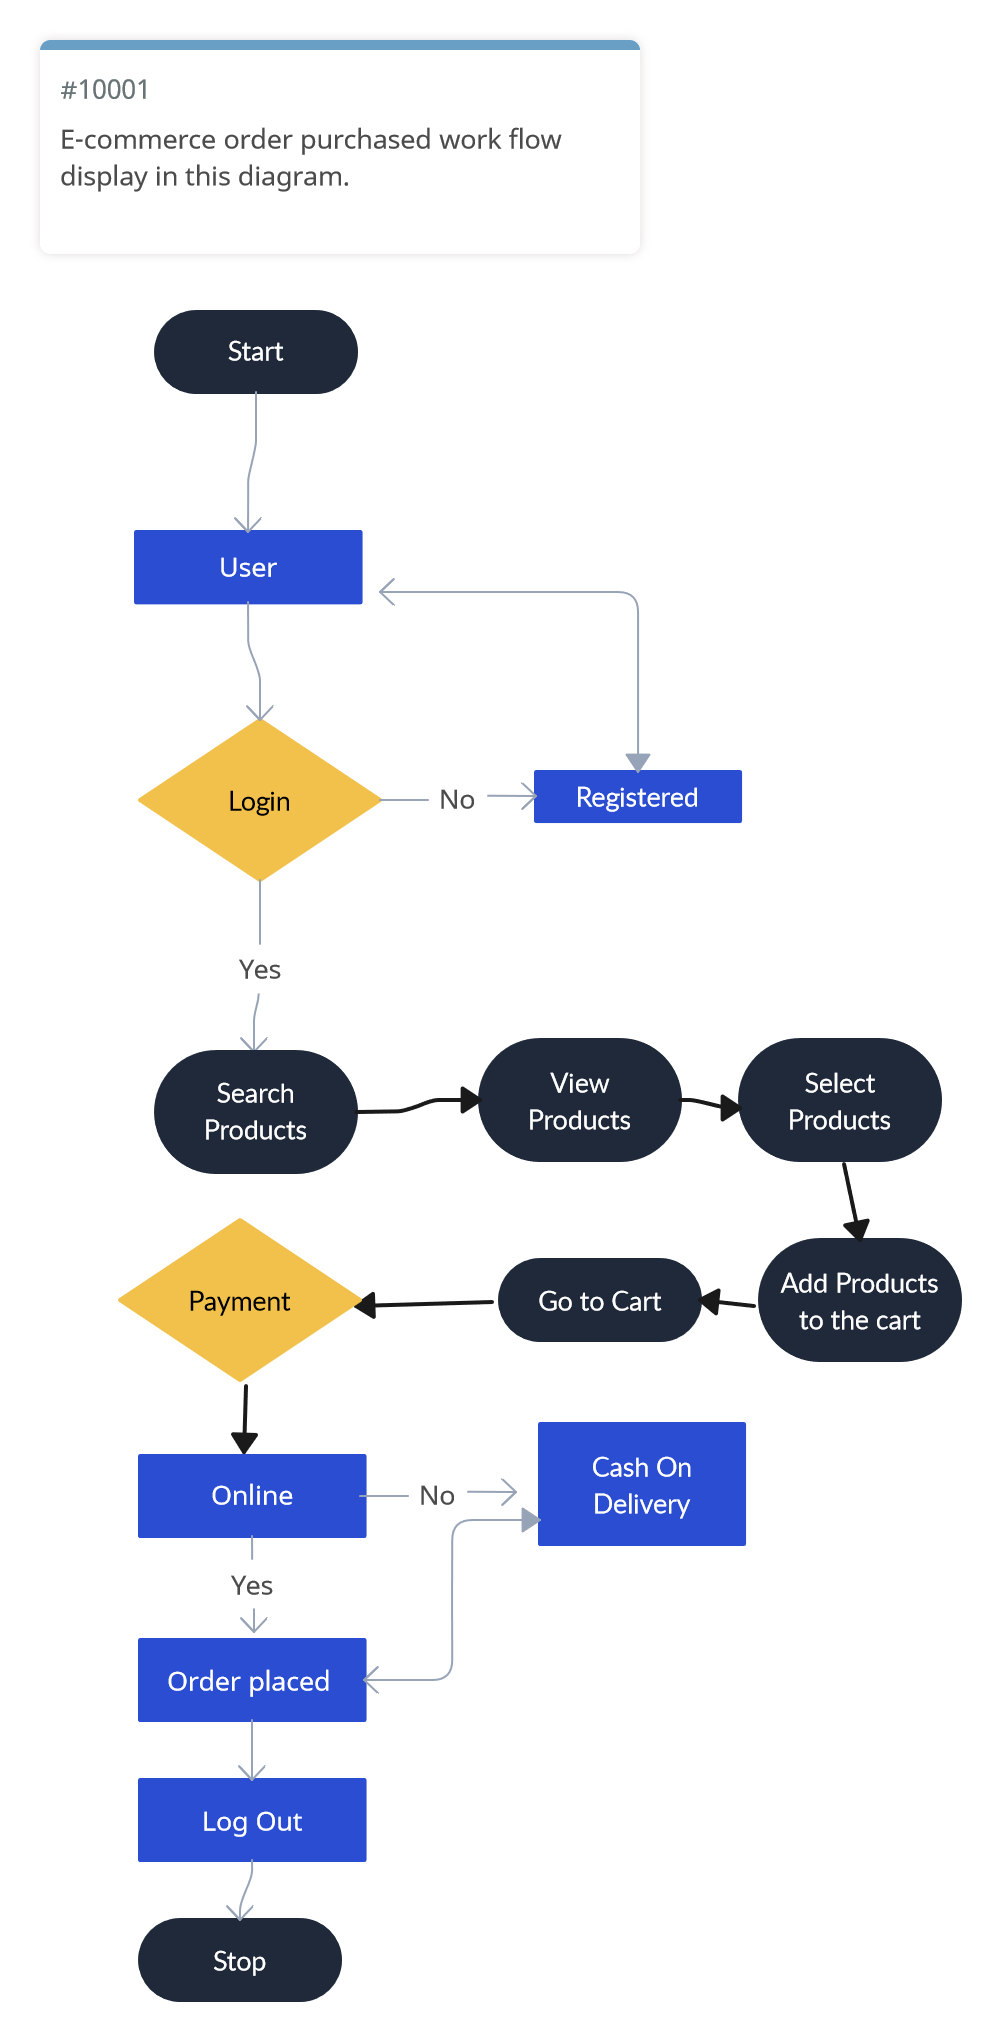 #10001
E-commerce order purchased work flow
display in this diagram.
Start
User
Login
No
Registered
Yes
Search
Products
View
Products
Select
Products
Add Products
to the cart
Go to Cart
Payment
Online
No
Cash On
Delivery
Yes
Order placed
Log Out
Stop